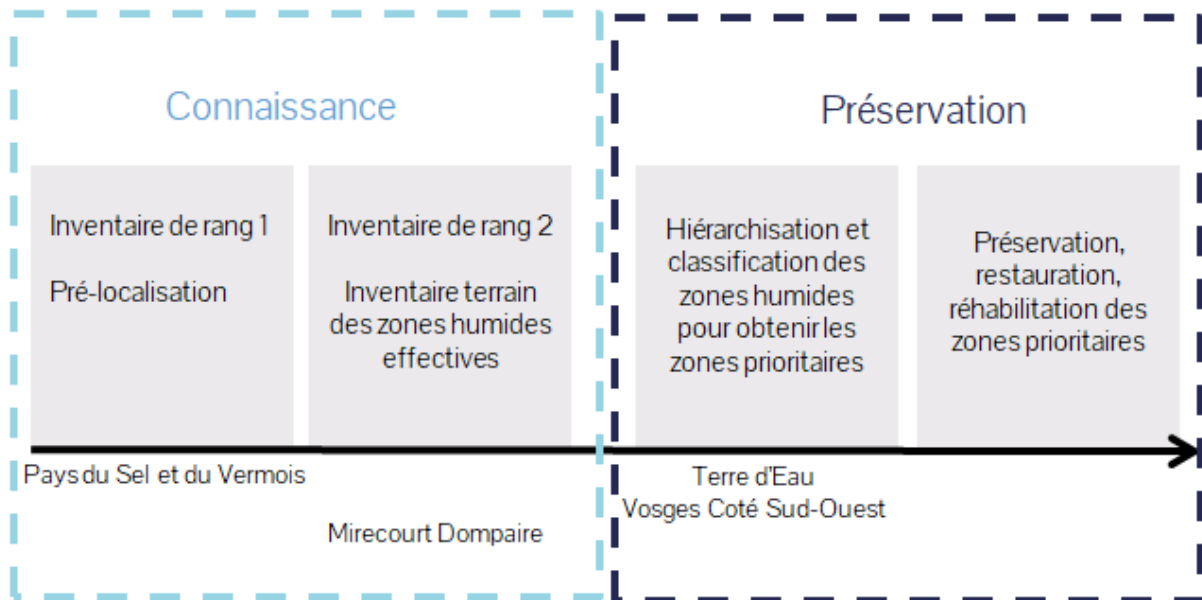 Connaissance
Inventaire de rang 1
Pré-localisation
Inventaire de rang 2
Inventaire terrain
des zones humides
effectives
Pays du Sel et du Vermois
Mirecourt Dompaire
Préservation
Hiérarchisation et
classification des
zones humides
pour obtenir les
zones prioritaires
Préservation,
restauration,
réhabilitation des
zones prioritaires
Terre d'Eau
Vosges Coté Sud-Ouest